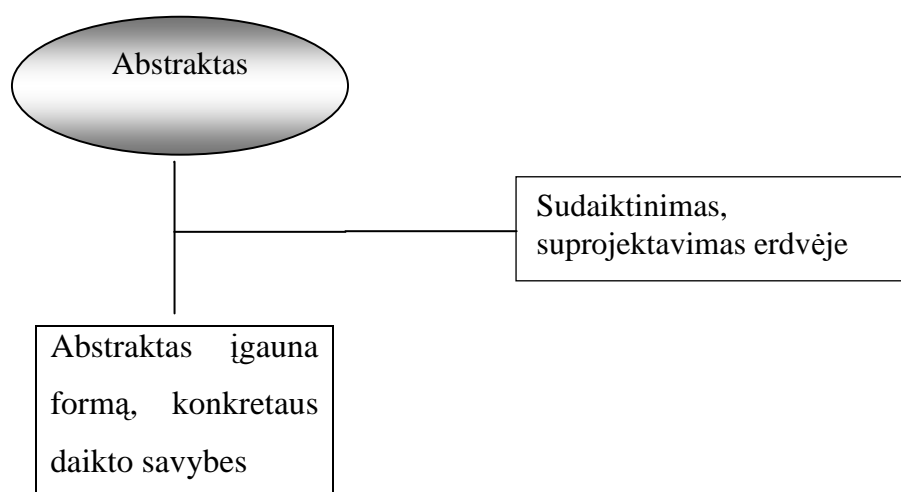 Abstraktas
Sudaiktinimas,
suprojektavimas erdvėje
Abstraktas įgauna
formą, konkretaus
daikto savybes